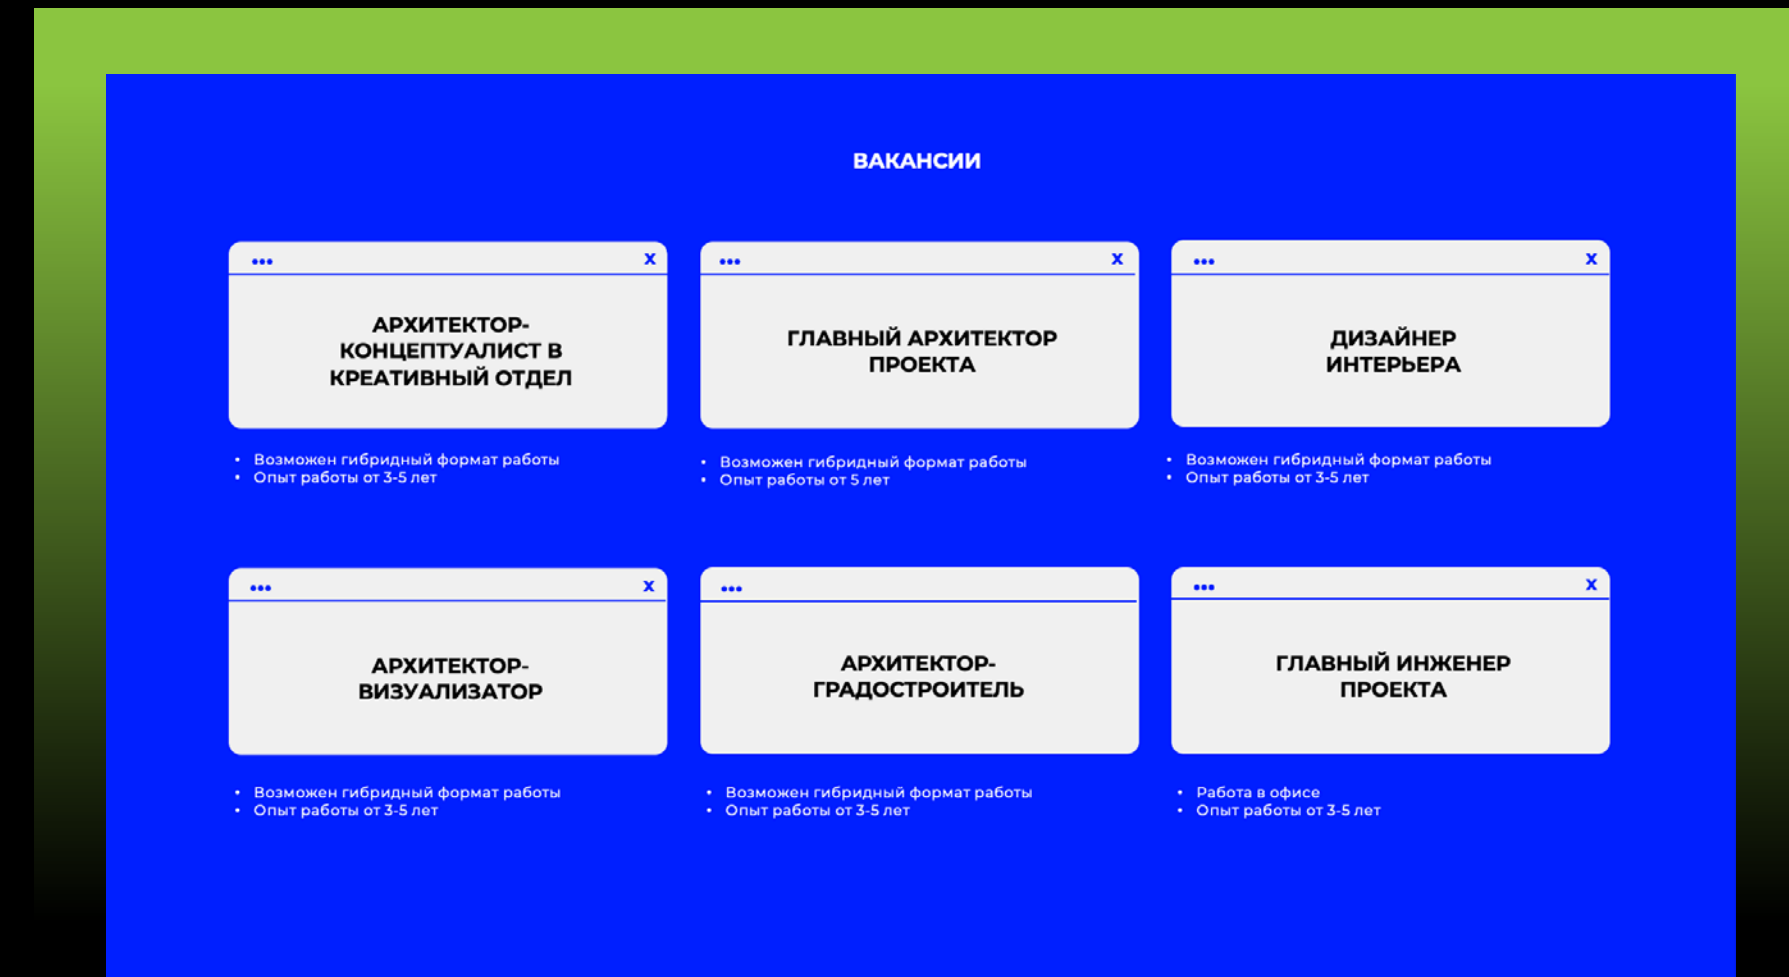 ВАКАНСИИ
... X
АРХИТЕКТОР-
КОНЦЕПТУАЛИСТ В
КРЕАТИВНЫЙ ОТДЕЛ
• Возможен гибридный формат работы
• Опыт работы от 3-5 лет
... X
ГЛАВНЫЙ АРХИТЕКТОР
ПРОЕКТА
• Возможен гибридный формат работы
• Опыт работы от 5 лет
... X
ДИЗАЙНЕР
ИНТЕРЬЕРА
• Возможен гибридный формат работы
• Опыт работы от 3-5 лет
... X
АРХИТЕКТОР-
ВИЗУАЛИЗАТОР
• Возможен гибридный формат работы
• Опыт работы от 3-5 лет
...
АРХИТЕКТОР-
ГРАДОСТРОИТЕЛЬ
• Возможен гибридный формат работы
• Опыт работы от 3-5 лет
... X
ГЛАВНЫЙ ИНЖЕНЕР
ПРОЕКТА
• Работа в офисе
• Опыт работы от 3-5 лет